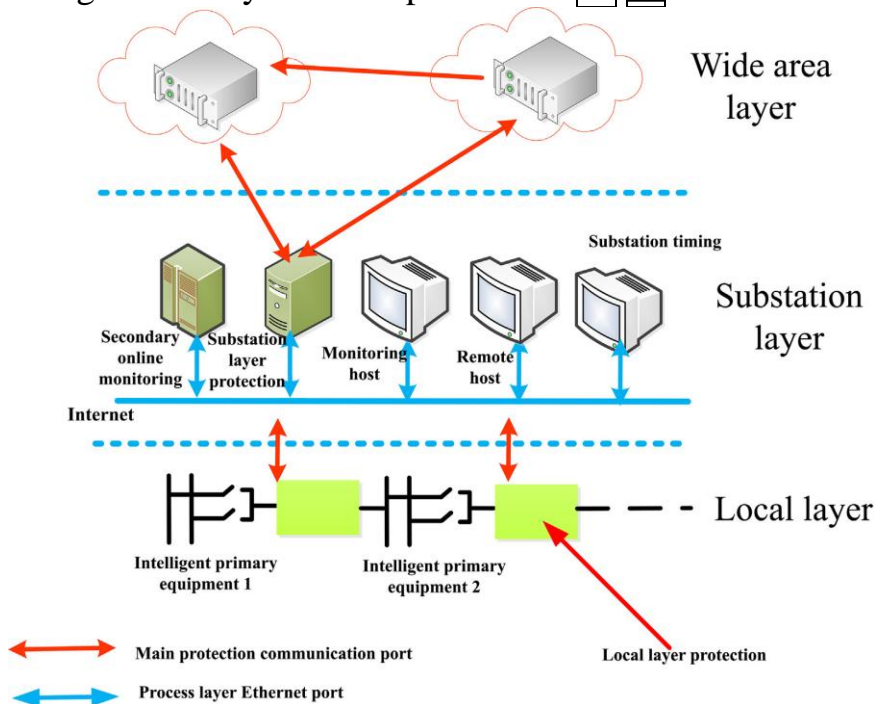 Wide area
layer
Substation timing
Substation
layer
Secondary
online
monitoring
Substation
layer
protection
Monitoring
host
Remote
host
Internet
Local layer
Intelligent primary
equipment 1
Intelligent primary
equipment 2
Main protection communication port
Local layer protection
Process layer Ethernet port